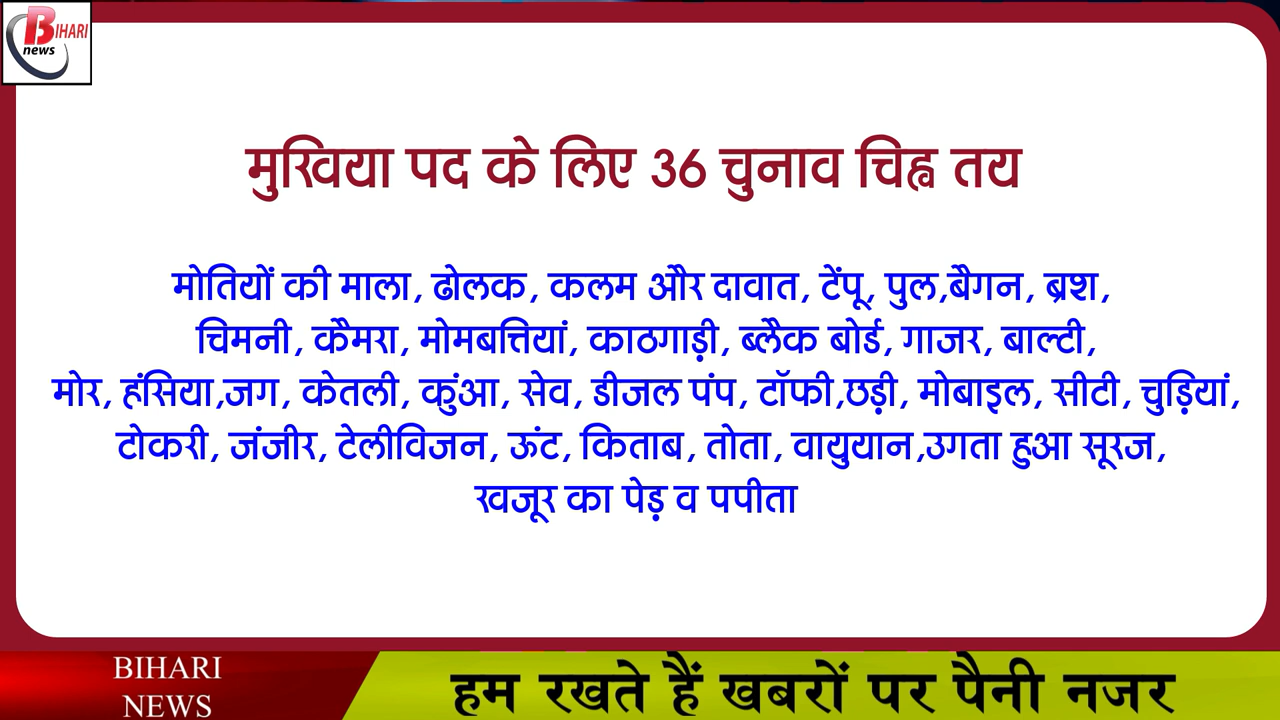 BIHARI
news
मुखिया पद के लिए 36 चुनाव चिह्न तय
मोतियों की माला, ढोलक, कलम और दावात, टेंपू, पुल,बैगन, ब्रश,
चिमनी, कैमरा, मोमबत्तियां, काठगाड़ी, ब्लैक बोर्ड, गाजर, बाल्टी,
मोर, हंसिया,जग, केतली, कुंआ, सेव, डीजल पंप, टॉफी,छड़ी, मोबाइल, सीटी, चुड़ियां,
टोकरी, जंजीर, टेलीविजन, ऊंट, किताब, तोता, वायुयान,उगता हुआ सूरज,
खजूर का पेड़ व पपीता
BIHARI
NEWS
हम रखते हैं खबरों पर पैनी नजर